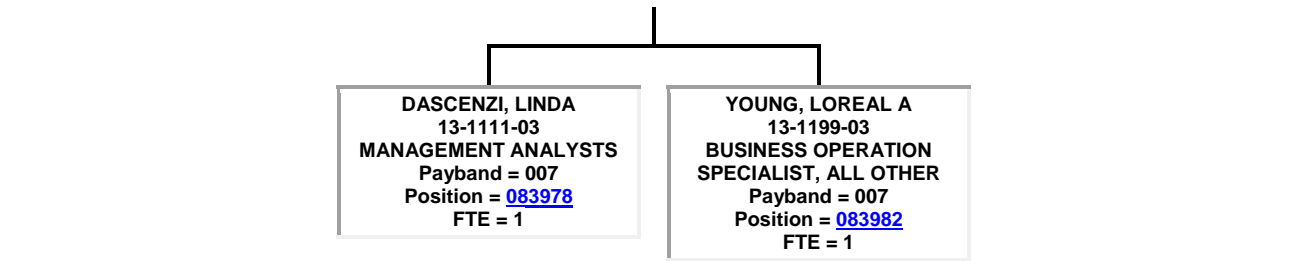 DASCENZI, LINDA
13-1111-03
MANAGEMENT ANALYSTS
Payband = 007
Position = 083978
FTE = 1
YOUNG, LOREAL A
13-1199-03
BUSINESS OPERATION
SPECIALIST, ALL OTHER
Payband = 007
Position = 083982
FTE = 1